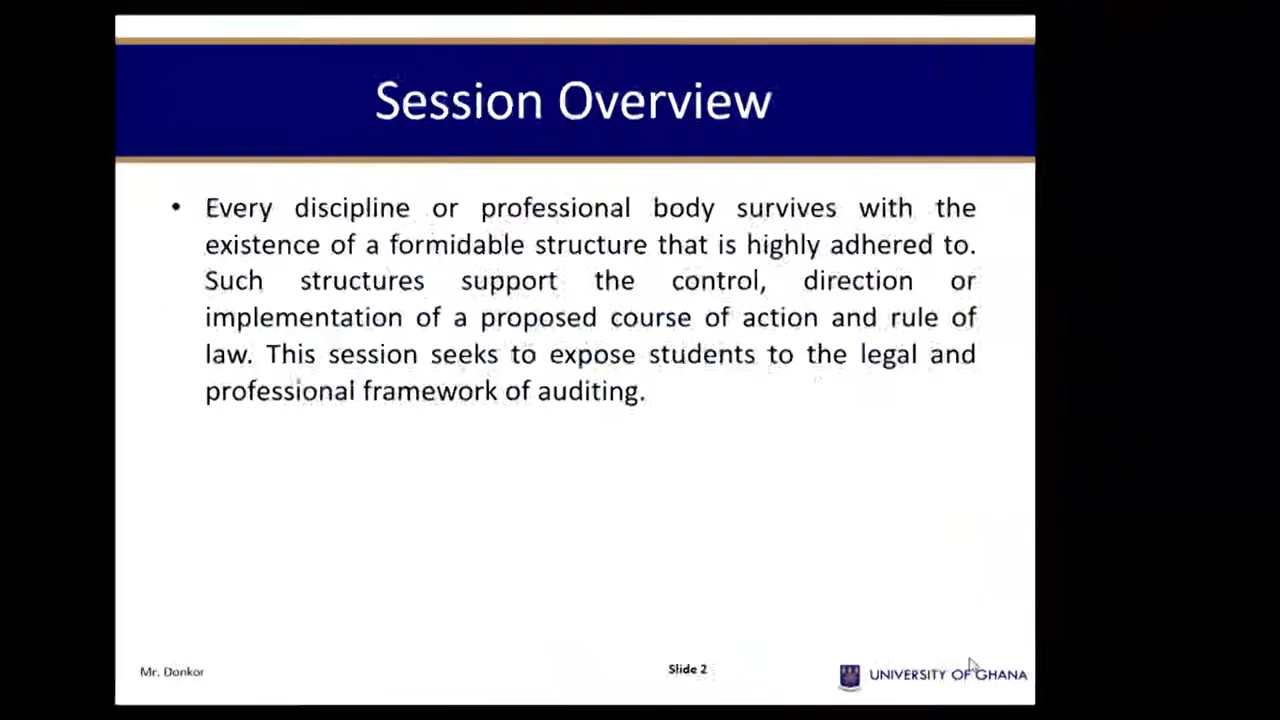 Session Overview
• Every discipline or professional body survives with the
existence of a formidable structure that is highly adhered to.
Such structures support the control, direction or
implementation of a proposed course of action and rule of
law. This session seeks to expose students to the legal and
professional framework of auditing.
Mr. Donkor
Slide 2
UNIVERSITY OF GHANA